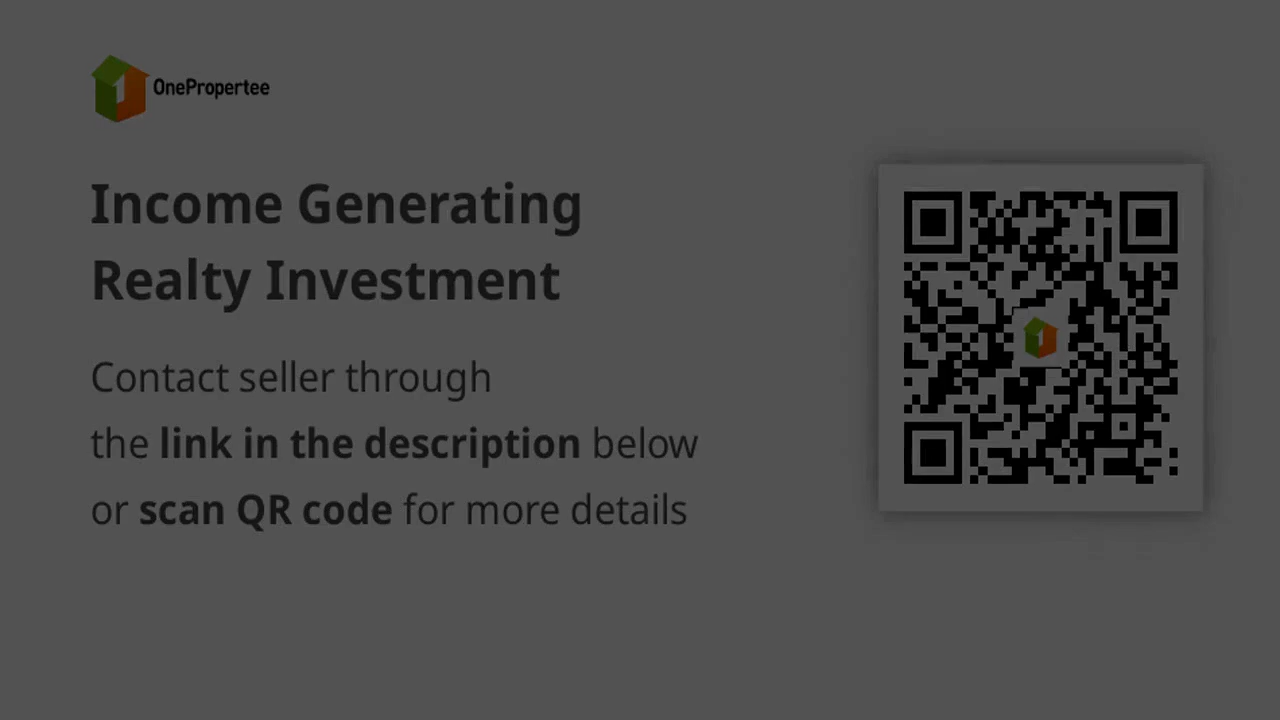 OnePropertee
Income Generating
Realty Investment
Contact seller through
the link in the description below
or scan QR code for more details